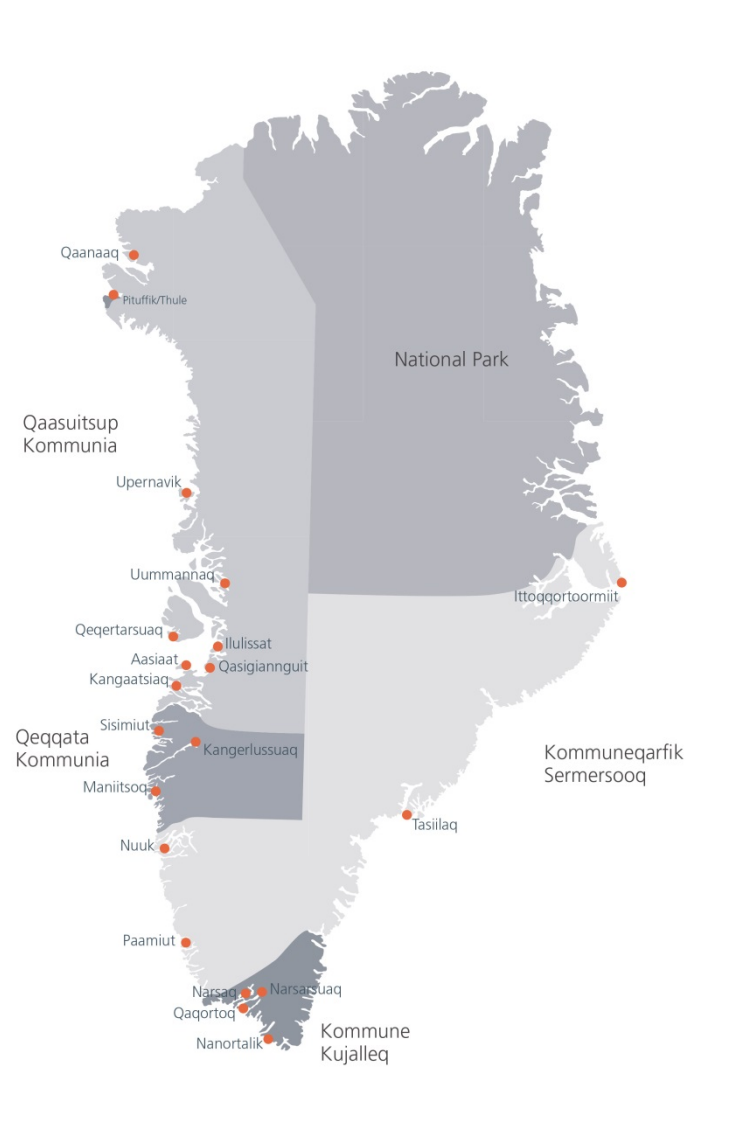 Qaanaaq
Pituffik/Thule
National Park
Qaasuitsup
Kommunia
Upernavik
Uummannaq
Ittoqqortoormiit
Qeqertarsuaq
Ilulissat
Aasiaat
Qasigiannguit
Kangaatsiaq
Sisimiut
Qeqqata
Kommunia
Kangerlussuaq
Kommuneqarfik
Sermersooq
Maniitsoq
Tasiilaq
Nuuk
Paamiut
Narsaq
Narsarsuaq
Qaqortoq
Kommune
Kujalleq
Nanortalik